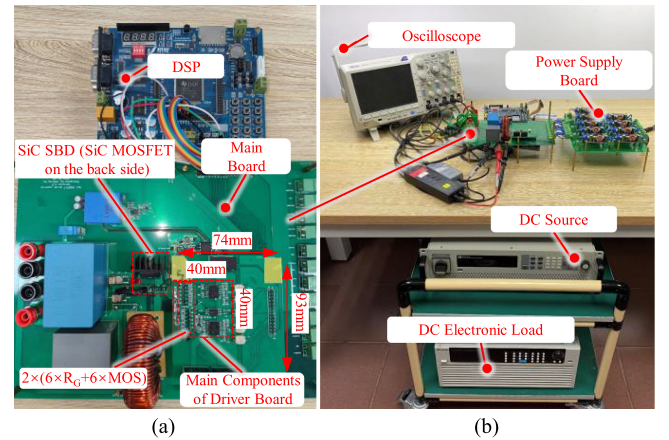 DSP
SiC SBD (SiC MOSFET
on the back side)
Main
Board
74mm
40mm
40mm
93mm
2×(6×RG+6×MOS)
Main Components
of Driver Board
(a)
Oscilloscope
Power Supply
Board
DC Source
DC Electronic Load
(b)